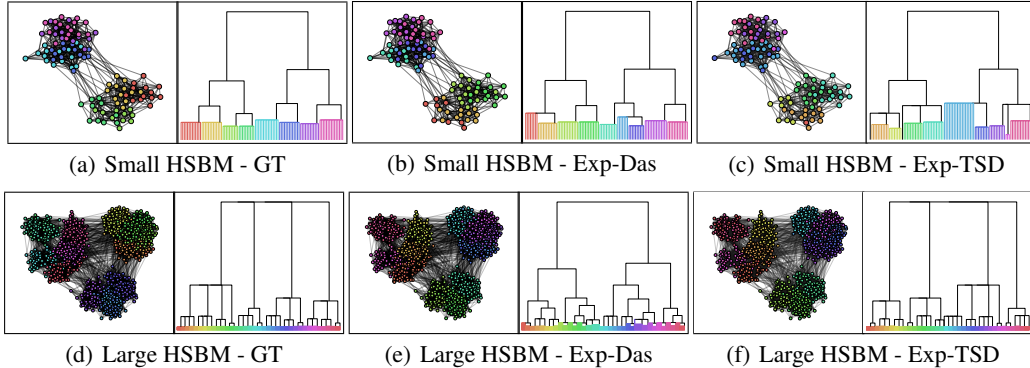 (a) Small HSBM - GT
(b) Small HSBM - Exp-Das
(c) Small HSBM - Exp-TSD
(d) Large HSBM - GT
(e) Large HSBM - Exp-Das
(f) Large HSBM - Exp-TSD